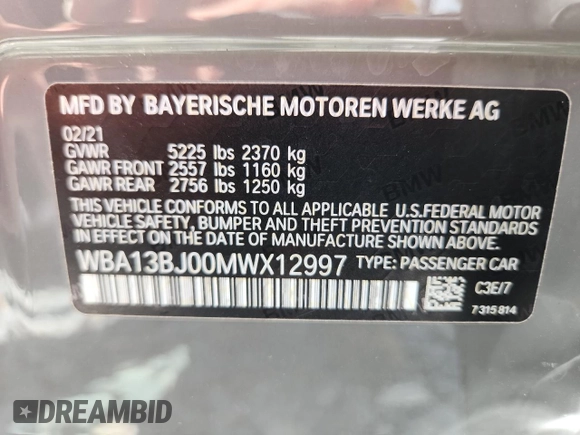 MFD BY BAYERISCHE MOTOREN WERKE AG
02/21
GVWR 5225 lbs 2370 kg
GAWR FRONT 2557 lbs 1160 kg
GAWR REAR 2756 lbs 1250 kg
THIS VEHICLE CONFORMS TO ALL APPLICABLE U.S.FEDERAL MOTOR
VEHICLE SAFETY, BUMPER AND THEFT PREVENTION STANDARDS
IN EFFECT ON THE DATE OF MANUFACTURE SHOWN ABOVE.
WBA13BJ00MWX12997 TYPE: PASSENGER CAR
C3E/7
7315814
DREAMBID